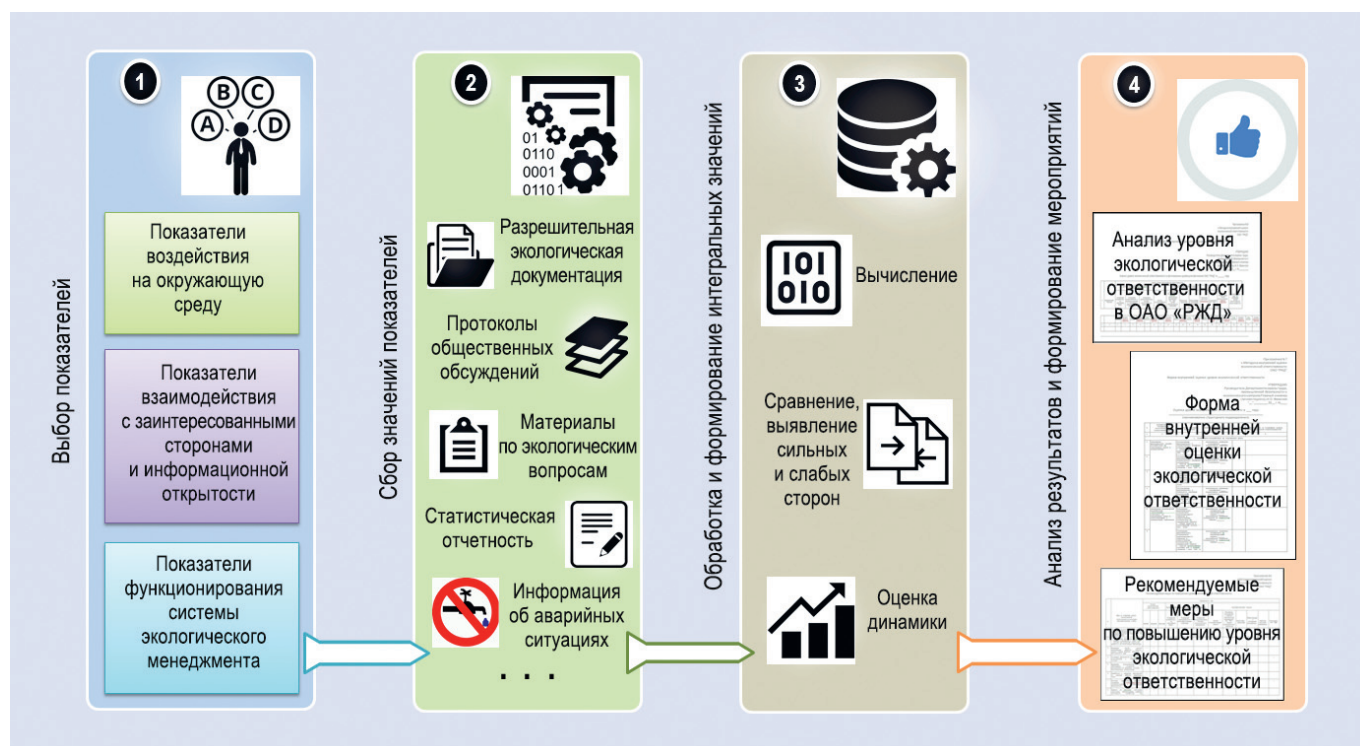 Выбор показателей
1
B C
A D
Показатели
воздействия
на окружающую
среду
Показатели
взаимодействия
с заинтересованными
сторонами
и информационной
открытости
Показатели
функционирования
системы
экологического
менеджмента
Сбор значений показателей
2
01
0110
0001
01101
Разрешительная
экологическая
документация
Протоколы
общественных
обсуждений
Материалы
по экологическим
вопросам
Статистическая
отчетность
Информация
об аварийных
ситуациях
. . .
Обработка и формирование интегральных значений
3
101
010
Вычисление
Сравнение,
выявление
сильных
и слабых
сторон
Оценка
динамики
Анализ результатов и формирование мероприятий
4
Анализ уровня
экологической
ответственности
в ОАО «РЖД»
Форма
внутренней
оценки
экологической
ответственности
Рекомендуемые
меры
по повышению уровня
экологической
ответственности